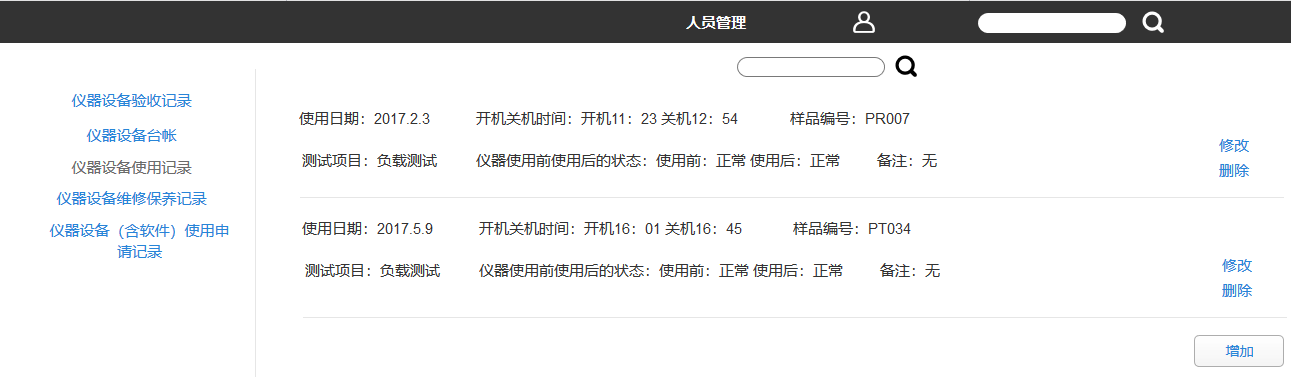 人员管理
仪器设备验收记录
仪器设备台帐
仪器设备使用记录
仪器设备维修保养记录
仪器设备（含软件）使用申
请记录
使用日期：2017.2.3 开机关机时间：开机11：23 关机12：54 样品编号：PR007
测试项目：负载测试 仪器使用前使用后的状态：使用前：正常 使用后：正常 备注：无
修改
删除
使用日期：2017.5.9 开机关机时间：开机16：01 关机16：45 样品编号：PT034
测试项目：负载测试 仪器使用前使用后的状态：使用前：正常 使用后：正常 备注：无
修改
删除
增加